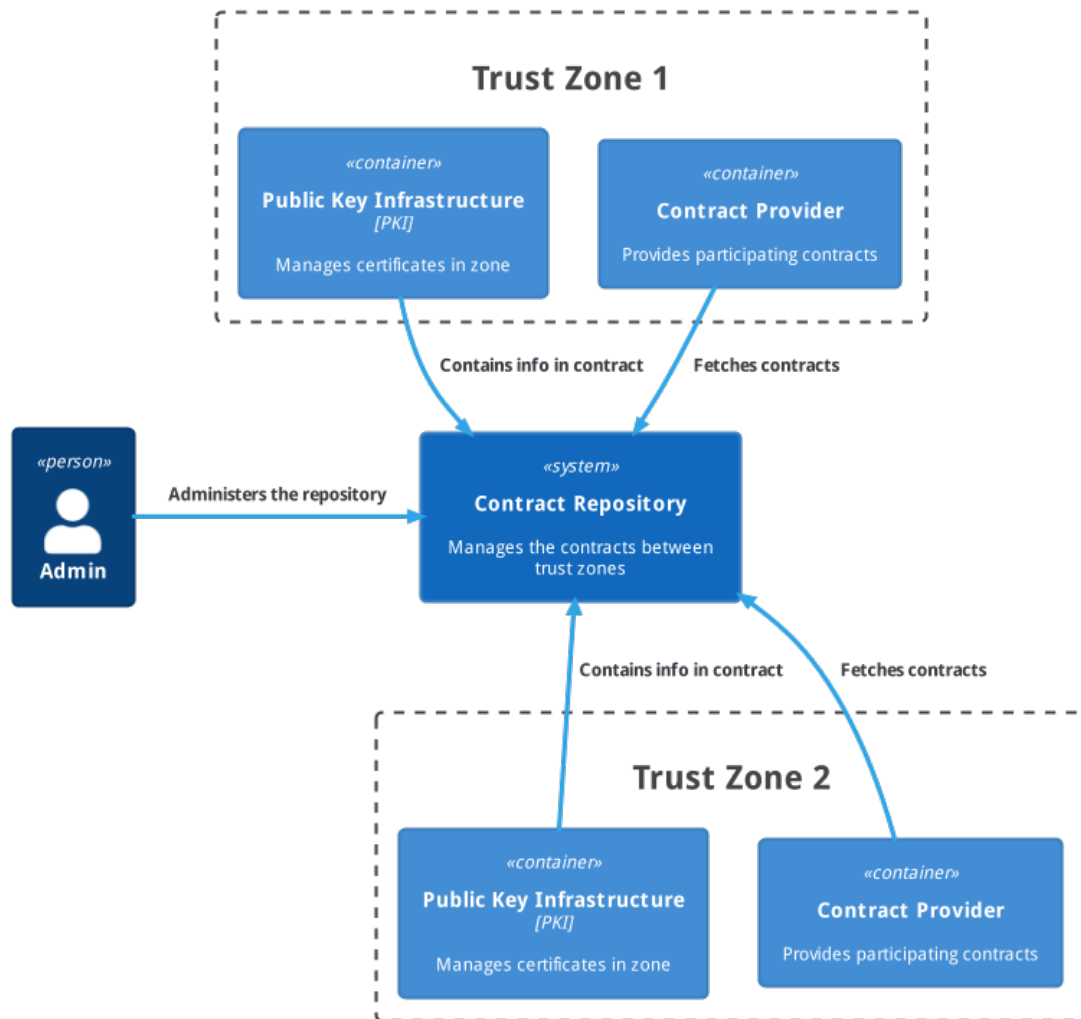 Trust Zone 1
«container»
Public Key Infrastructure
[PKI]
Manages certificates in zone
«container»
Contract Provider
Provides participating contracts
Contains info in contract
Fetches contracts
«person»
Admin
Administers the repository
«system»
Contract Repository
Manages the contracts between
trust zones
Contains info in contract
Fetches contracts
Trust Zone 2
«container»
Public Key Infrastructure
[PKI]
Manages certificates in zone
«container»
Contract Provider
Provides participating contracts